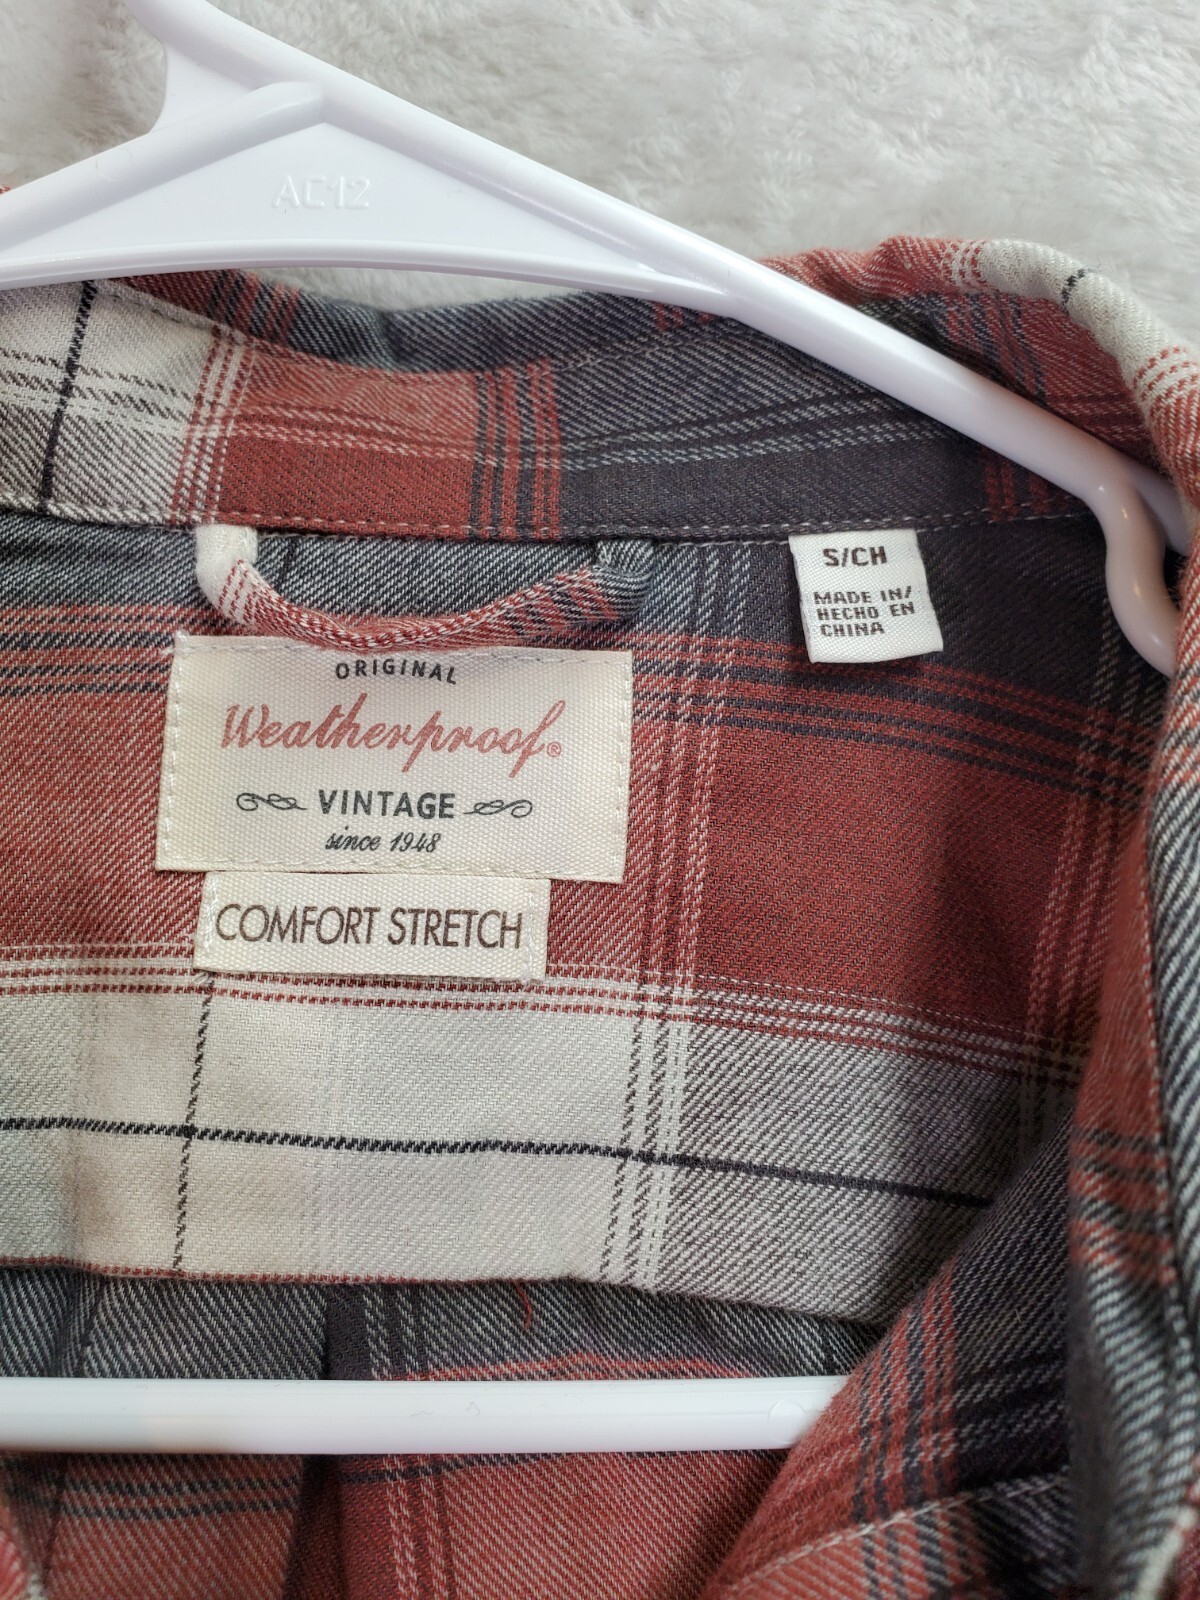 AC12
S/CH
MADE IN/
HECHO EN
CHINA
ORIGINAL
Weatherproof®
VINTAGE
since 1948
COMFORT STRETCH